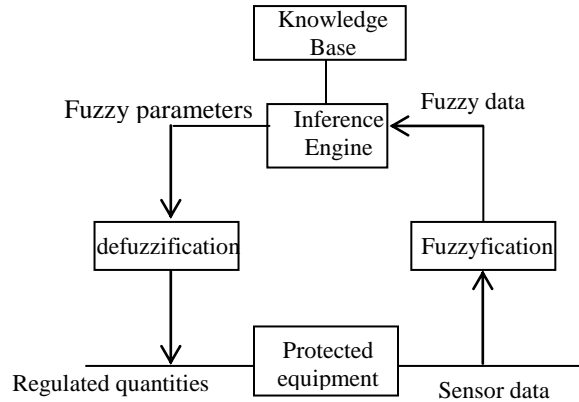 Knowledge
Base
Fuzzy parameters
Fuzzy data
Inference
Engine
defuzzification
Fuzzyfication
Protected
equipment
Regulated quantities
Sensor data